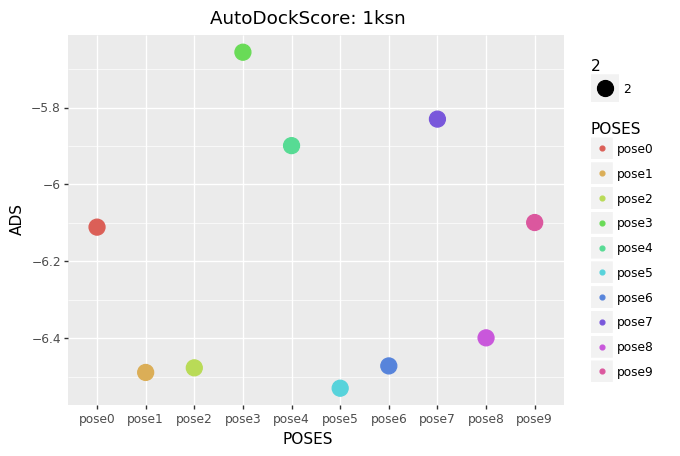 AutoDockScore: 1ksn
ADS
−5.8
−6
−6.2
−6.4
pose0 pose1 pose2 pose3 pose4 pose5 pose6 pose7 pose8 pose9
POSES
2
2
POSES
pose0
pose1
pose2
pose3
pose4
pose5
pose6
pose7
pose8
pose9